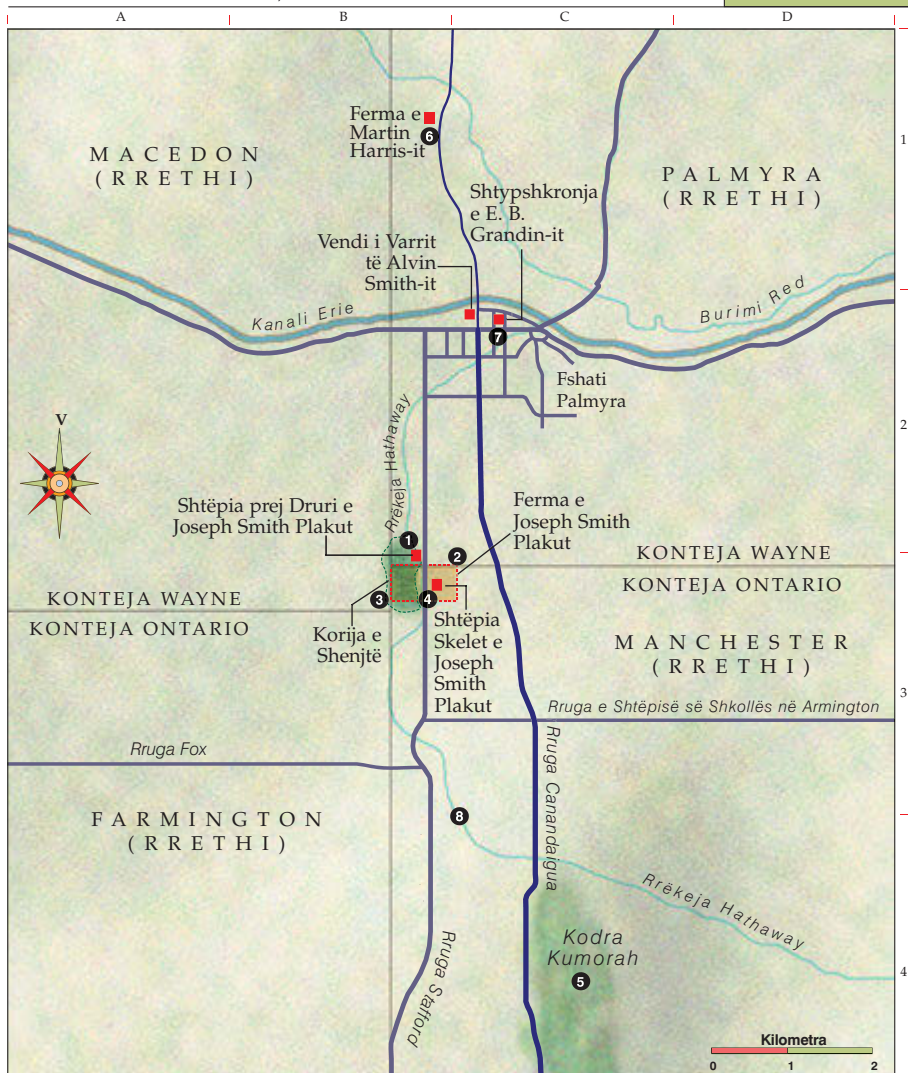 A
B
C
D
1
2
3
4
MACEDON
(RRETHI)
Ferma e
Martin
Harris-it
6
PALMYRA
(RRETHI)
Shtypshkronja
e E. B.
Grandin-it
Vendi i Varrit
të Alvin
Smith-it
Kanali Erie
Burimi Red
7
Fshati
Palmyra
V
Rrëkeja Hathaway
Shtëpia prej Druri e
Joseph Smith Plakut
1
2
Ferma e
Joseph Smith
Plakut
KONTEJA WAYNE
KONTEJA ONTARIO
KONTEJA WAYNE
KONTEJA ONTARIO
3
4
Korija e
Shenjtë
Shtëpia
Skelet e
Joseph
Smith
Plakut
MANCHESTER
(RRETHI)
Rruga e Shtëpisë së Shkollës në Armington
Rruga Fox
Rruga Canandaigua
FARMINGTON
(RRETHI)
8
Rrëkeja Hathaway
Rruga Stafford
Kodra
Kumorah
5
Kilometra
0 1 2